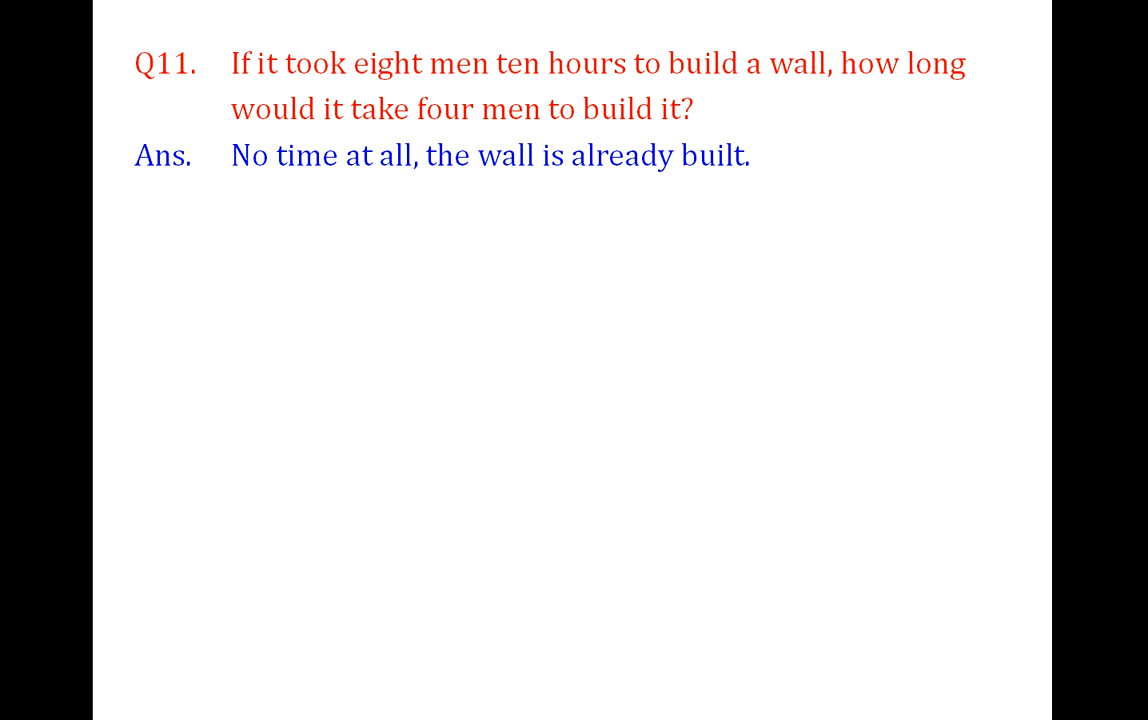 Q11. If it took eight men ten hours to build a wall, how long
would it take four men to build it?
Ans. No time at all, the wall is already built.